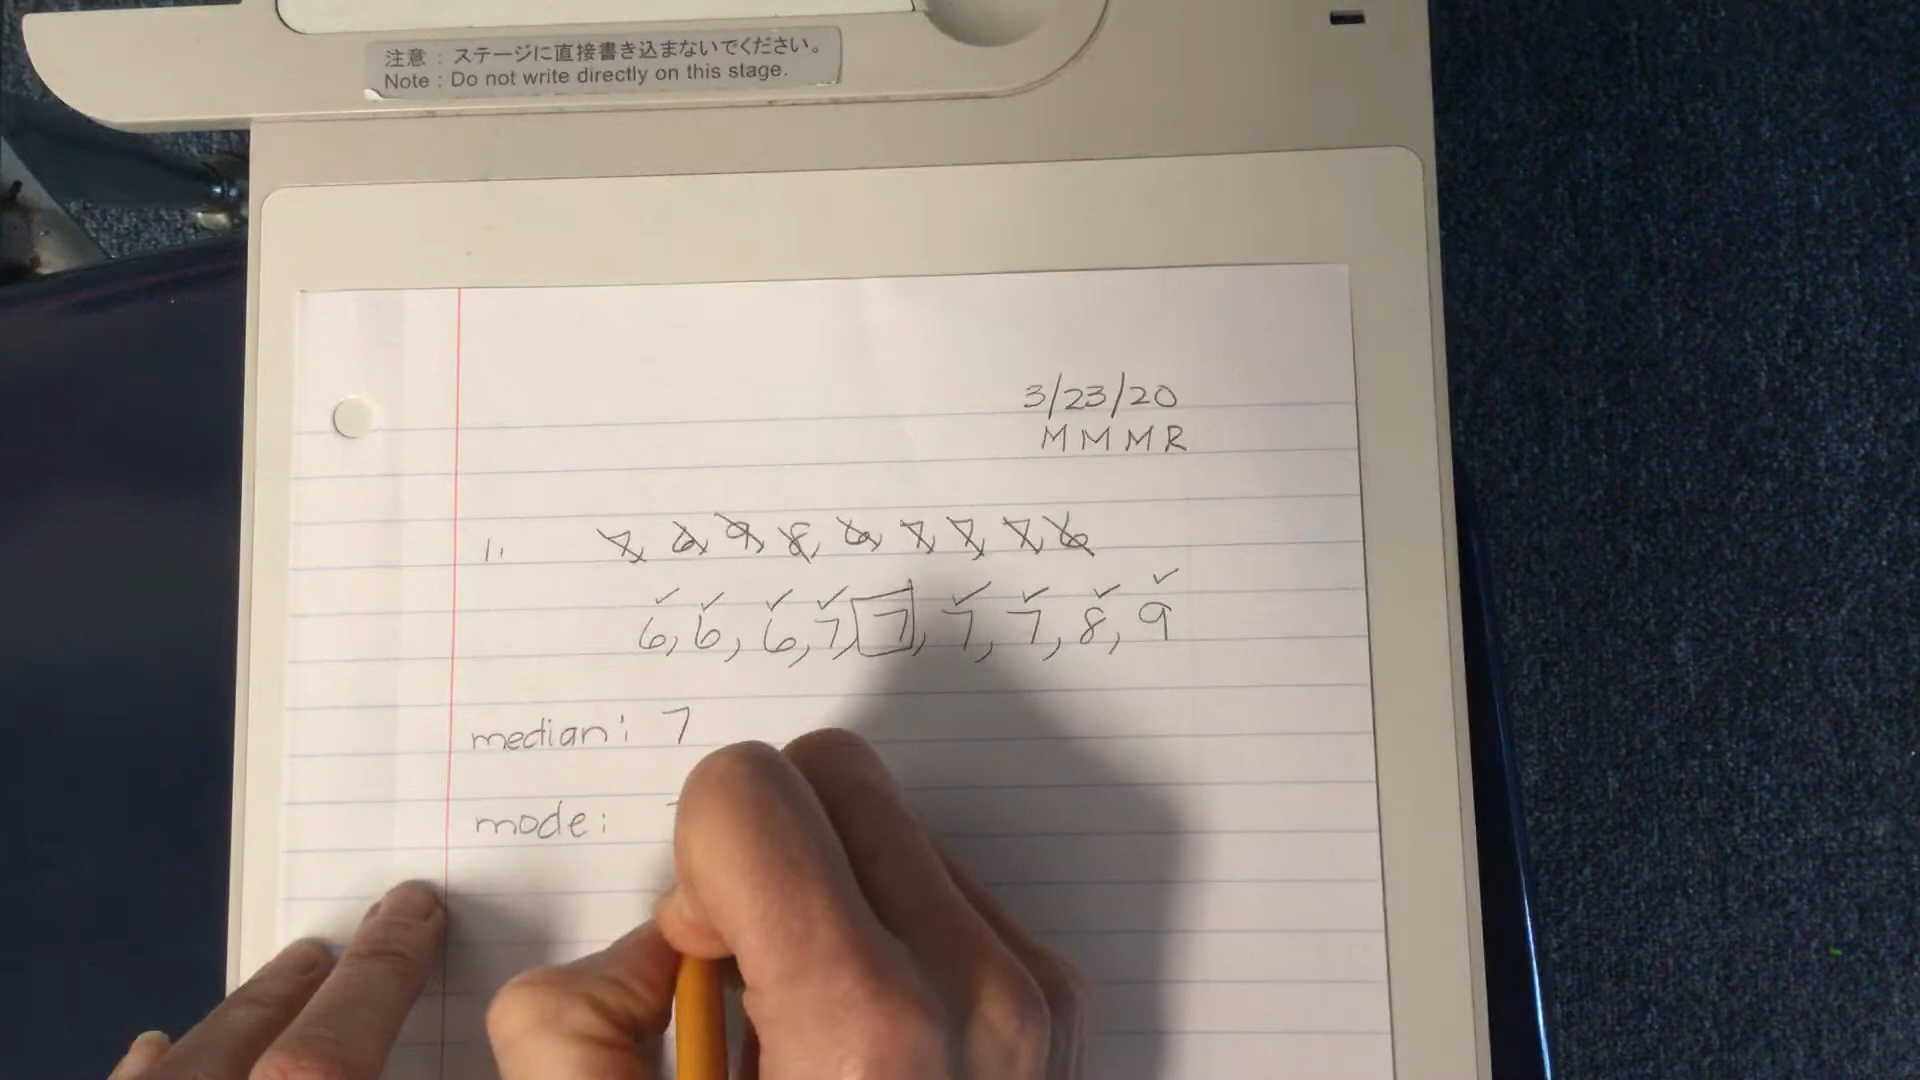 注意：ステージに直接書き込まないでください。
Note : Do not write directly on this stage.
3/23/20
M M M R
1. 7, 6, 9, 8, 6, 7, 7, 7, 6
6, 6, 6, 7, 7, 7, 7, 8, 9
median: 7
mode: